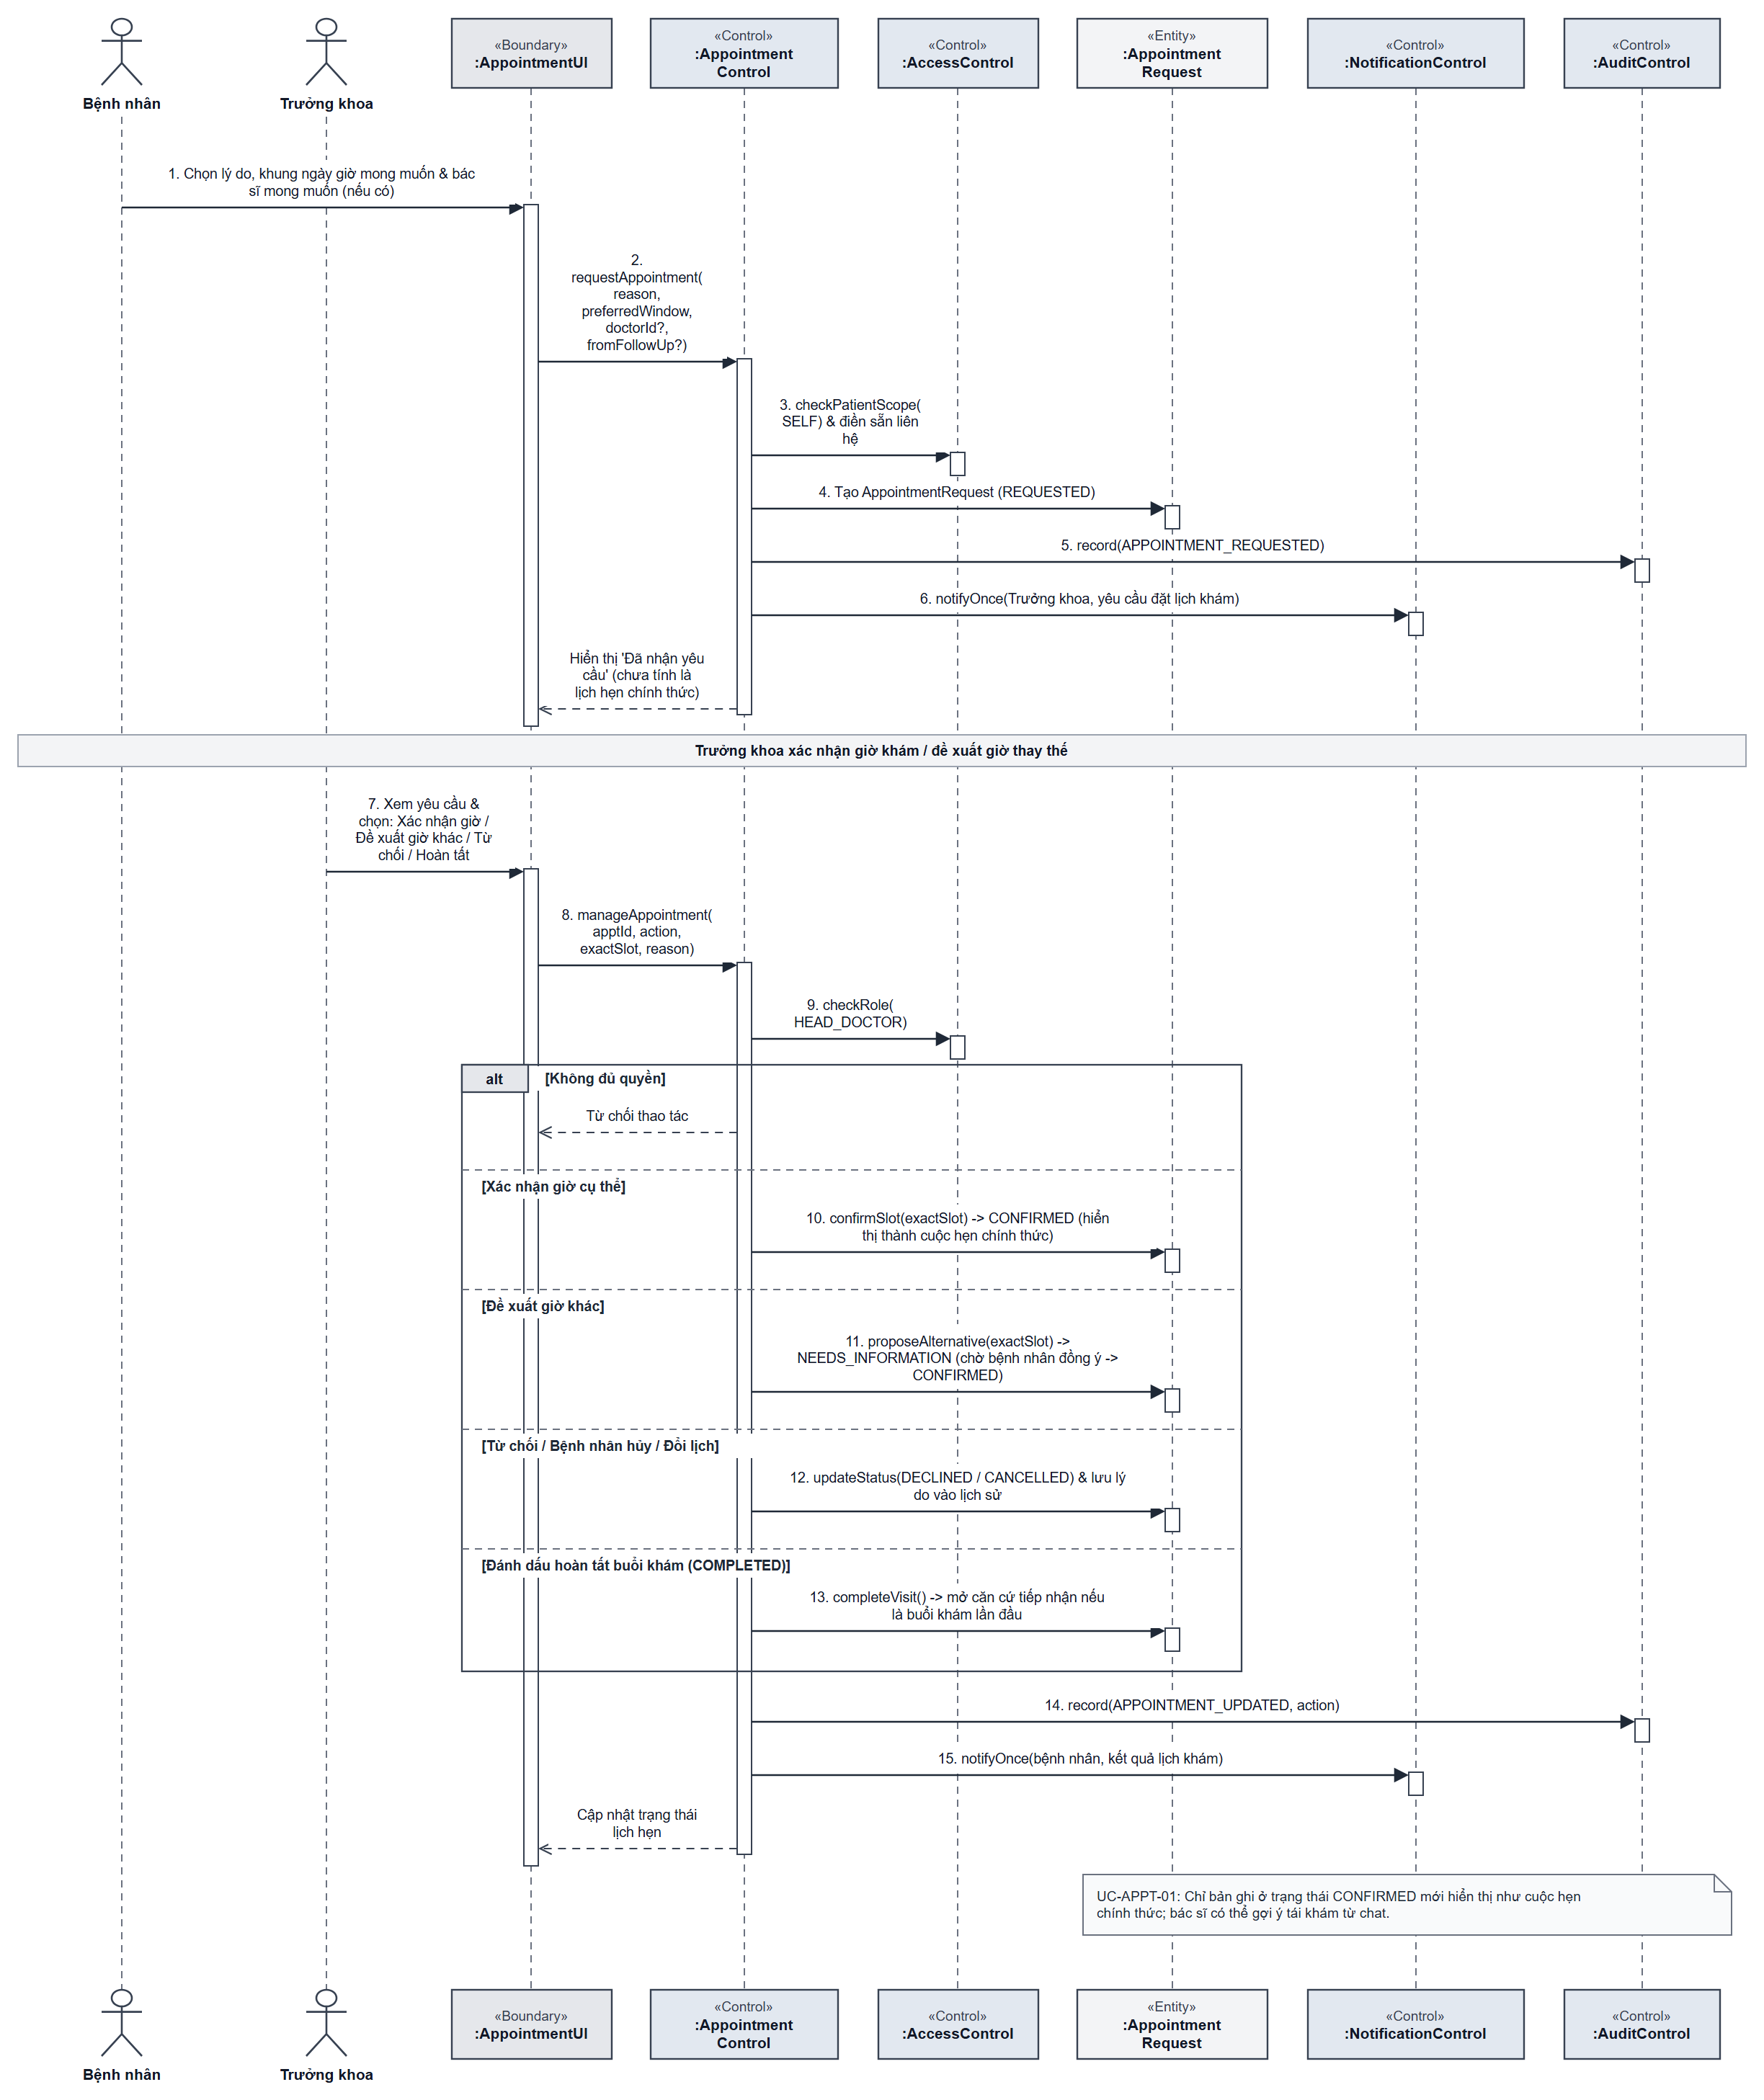 «Boundary»
:AppointmentUI
«Control»
:Appointment
Control
«Control»
:AccessControl
«Entity»
:Appointment
Request
«Control»
:NotificationControl
«Control»
:AuditControl
Bệnh nhân
Trưởng khoa
1. Chọn lý do, khung ngày giờ mong muốn & bác
sĩ mong muốn (nếu có)
2.
requestAppointment(
reason,
preferredWindow,
doctorId?,
fromFollowUp?)
3. checkPatientScope(
SELF) & điền sẵn liên
hệ
4. Tạo AppointmentRequest (REQUESTED)
5. record(APPOINTMENT_REQUESTED)
6. notifyOnce(Trưởng khoa, yêu cầu đặt lịch khám)
Hiển thị 'Đã nhận yêu
cầu' (chưa tính là
lịch hẹn chính thức)
Trưởng khoa xác nhận giờ khám / đề xuất giờ thay thế
7. Xem yêu cầu &
chọn: Xác nhận giờ /
Đề xuất giờ khác / Từ
chối / Hoàn tất
8. manageAppointment(
apptId, action,
exactSlot, reason)
9. checkRole(
HEAD_DOCTOR)
alt
[Không đủ quyền]
Từ chối thao tác
[Xác nhận giờ cụ thể]
10. confirmSlot(exactSlot) -> CONFIRMED (hiển
thị thành cuộc hẹn chính thức)
[Đề xuất giờ khác]
11. proposeAlternative(exactSlot) ->
NEEDS_INFORMATION (chờ bệnh nhân đồng ý ->
CONFIRMED)
[Từ chối / Bệnh nhân hủy / Đổi lịch]
12. updateStatus(DECLINED / CANCELLED) & lưu lý
do vào lịch sử
[Đánh dấu hoàn tất buổi khám (COMPLETED)]
13. completeVisit() -> mở căn cứ tiếp nhận nếu
là buổi khám lần đầu
14. record(APPOINTMENT_UPDATED, action)
15. notifyOnce(bệnh nhân, kết quả lịch khám)
Cập nhật trạng thái
lịch hẹn
UC-APPT-01: Chỉ bản ghi ở trạng thái CONFIRMED mới hiển thị như cuộc hẹn
chính thức; bác sĩ có thể gợi ý tái khám từ chat.
«Boundary»
:AppointmentUI
«Control»
:Appointment
Control
«Control»
:AccessControl
«Entity»
:Appointment
Request
«Control»
:NotificationControl
«Control»
:AuditControl
Bệnh nhân
Trưởng khoa